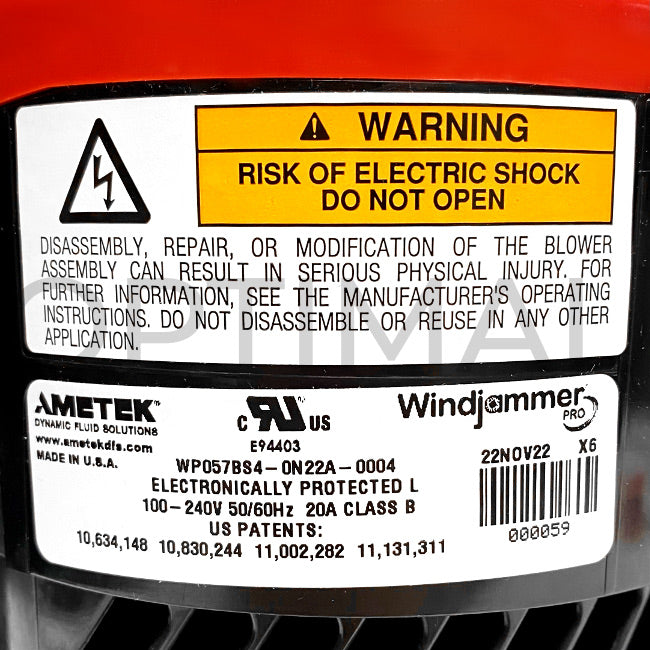 WARNING
RISK OF ELECTRIC SHOCK
DO NOT OPEN
DISASSEMBLY, REPAIR, OR MODIFICATION OF THE BLOWER
ASSEMBLY CAN RESULT IN SERIOUS PHYSICAL INJURY. FOR
FURTHER INFORMATION, SEE THE MANUFACTURER'S OPERATING
INSTRUCTIONS. DO NOT DISASSEMBLE OR REUSE IN ANY OTHER
APPLICATION.
OPTIMAL
AMETEK™
DYNAMIC FLUID SOLUTIONS
www.ametekdfs.com
MADE IN U.S.A.
c RU US
E94403
Windjammer
PRO
WP057BS4-0N22A-0004
ELECTRONICALLY PROTECTED L
100-240V 50/60Hz 20A CLASS B
US PATENTS:
10,634,148 10,830,244 11,002,282 11,131,311
22NOV22 X6
000059